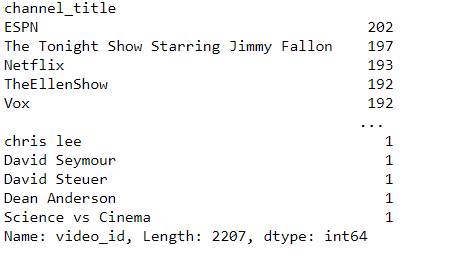 channel_title
ESPN 202
The Tonight Show Starring Jimmy Fallon 197
Netflix 193
TheEllenShow 192
Vox 192
...
chris lee 1
David Seymour 1
David Steuer 1
Dean Anderson 1
Science vs Cinema 1
Name: video_id, Length: 2207, dtype: int64